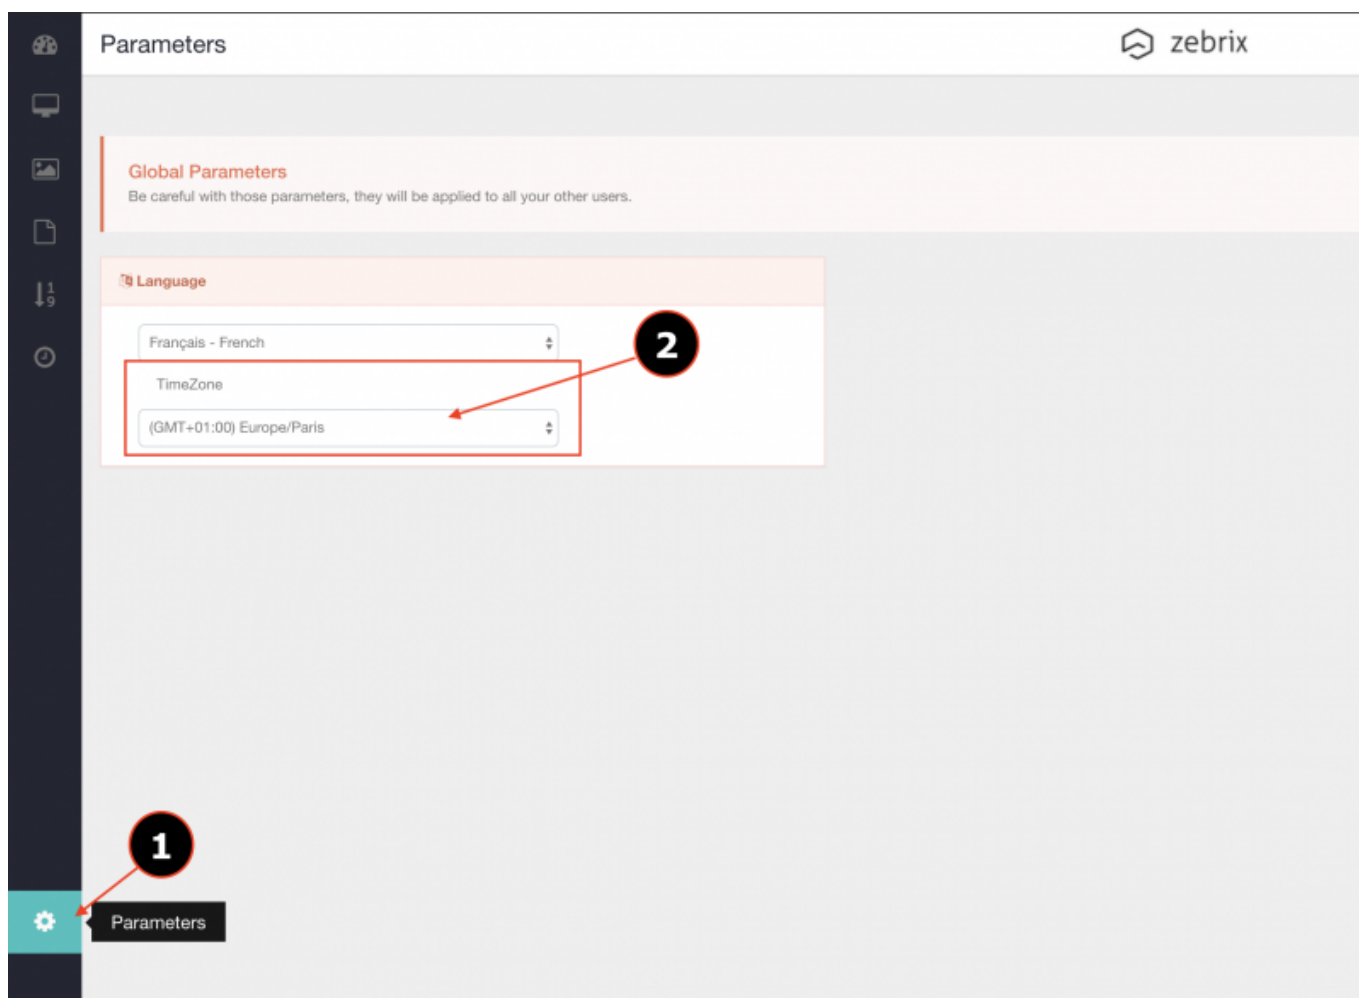 Parameters
zebrix
Global Parameters
Be careful with those parameters, they will be applied to all your other users.
Language
Français - French
2
TimeZone
(GMT+01:00) Europe/Paris
1
Parameters